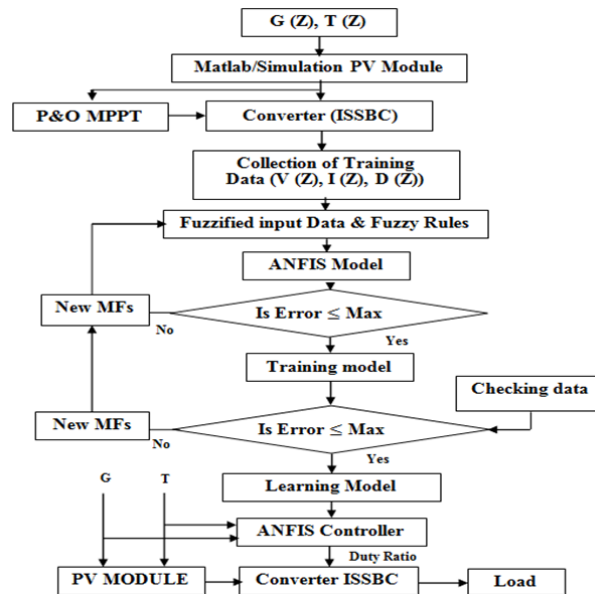 G (Z), T (Z)
Matlab/Simulation PV Module
P&O MPPT
Converter (ISSBC)
Collection of Training
Data (V (Z), I (Z), D (Z))
Fuzzified input Data & Fuzzy Rules
ANFIS Model
New MFs
Is Error ≤ Max
No
Yes
Training model
Checking data
New MFs
Is Error ≤ Max
No
Yes
G
T
Learning Model
ANFIS Controller
Duty Ratio
PV MODULE
Converter ISSBC
Load